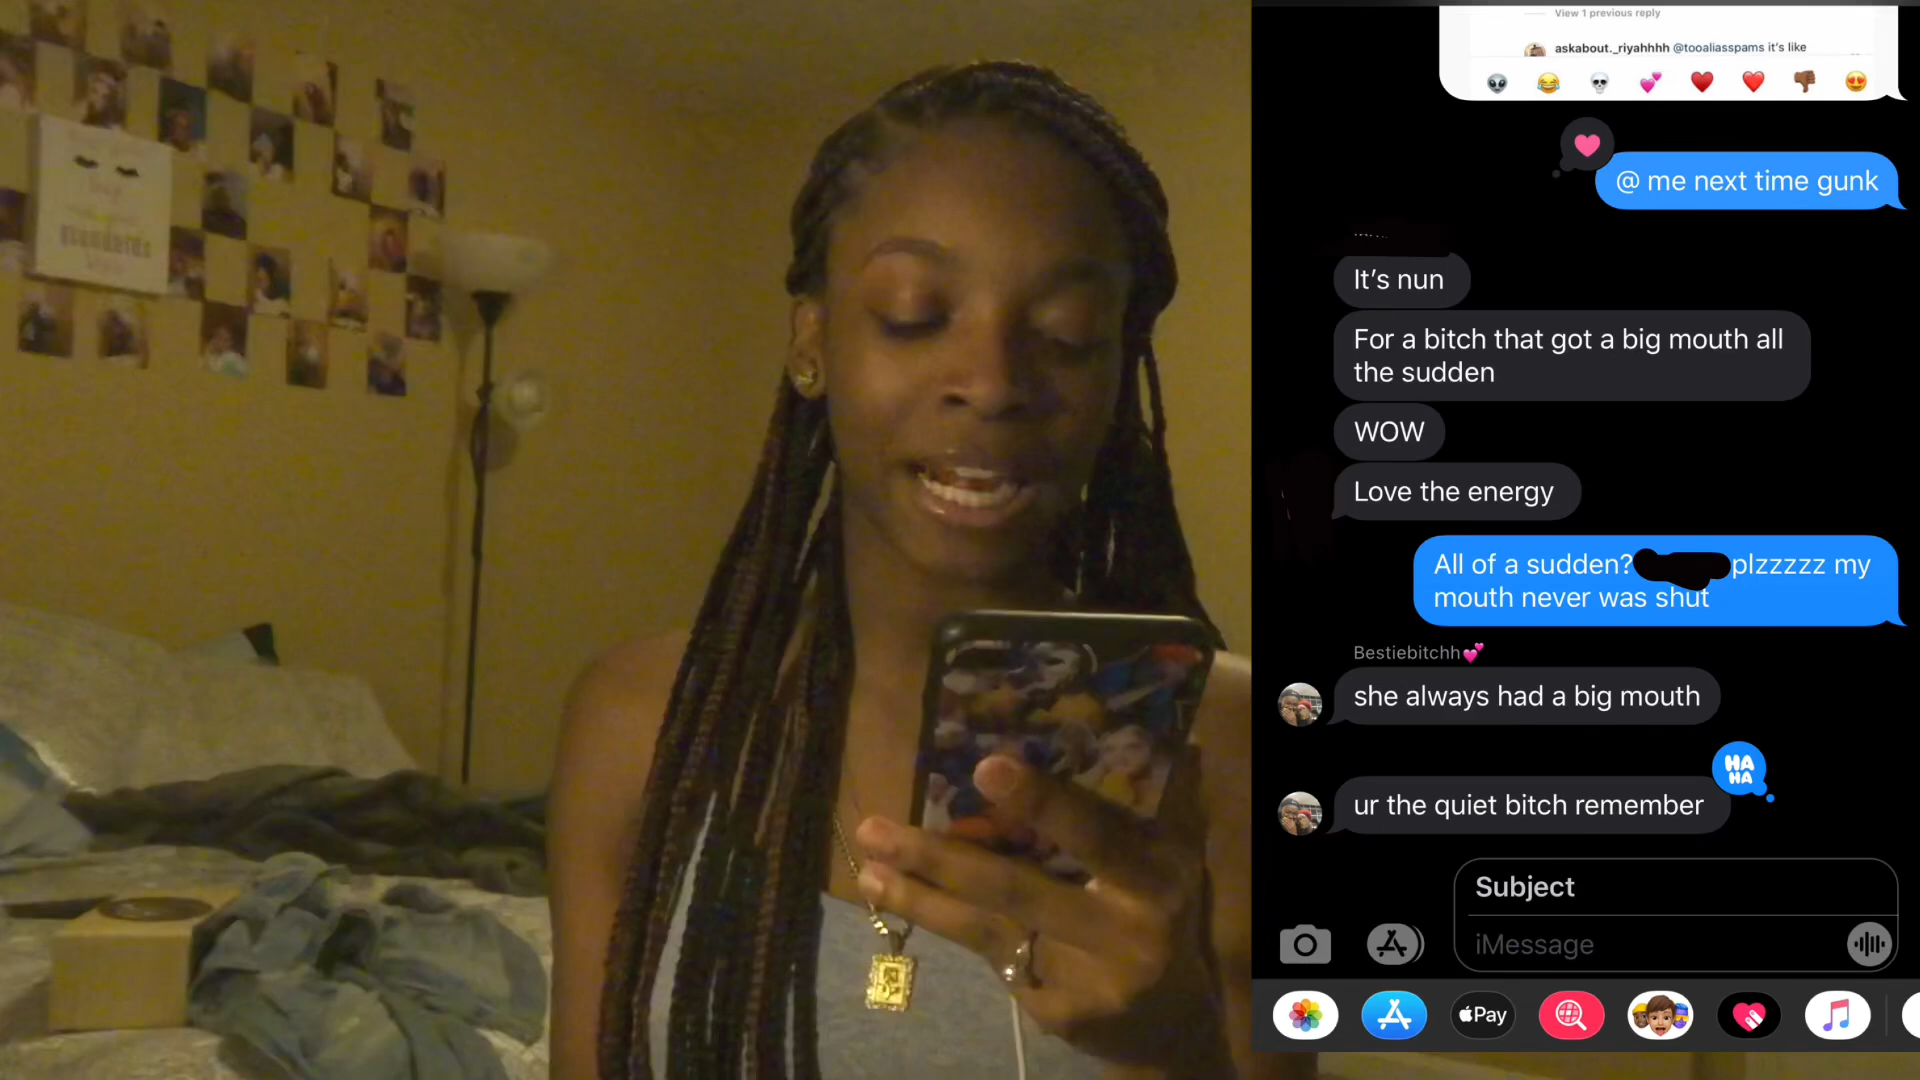 View 1 previous reply
askabout._riyahhhh @tooaliasspams it's like
@ me next time gunk
It's nun
For a bitch that got a big mouth all
the sudden
WOW
Love the energy
All of a sudden? plzzzzz my
mouth never was shut
Bestiebitchh💕
she always had a big mouth
HA
HA
ur the quiet bitch remember
Subject
iMessage
Pay